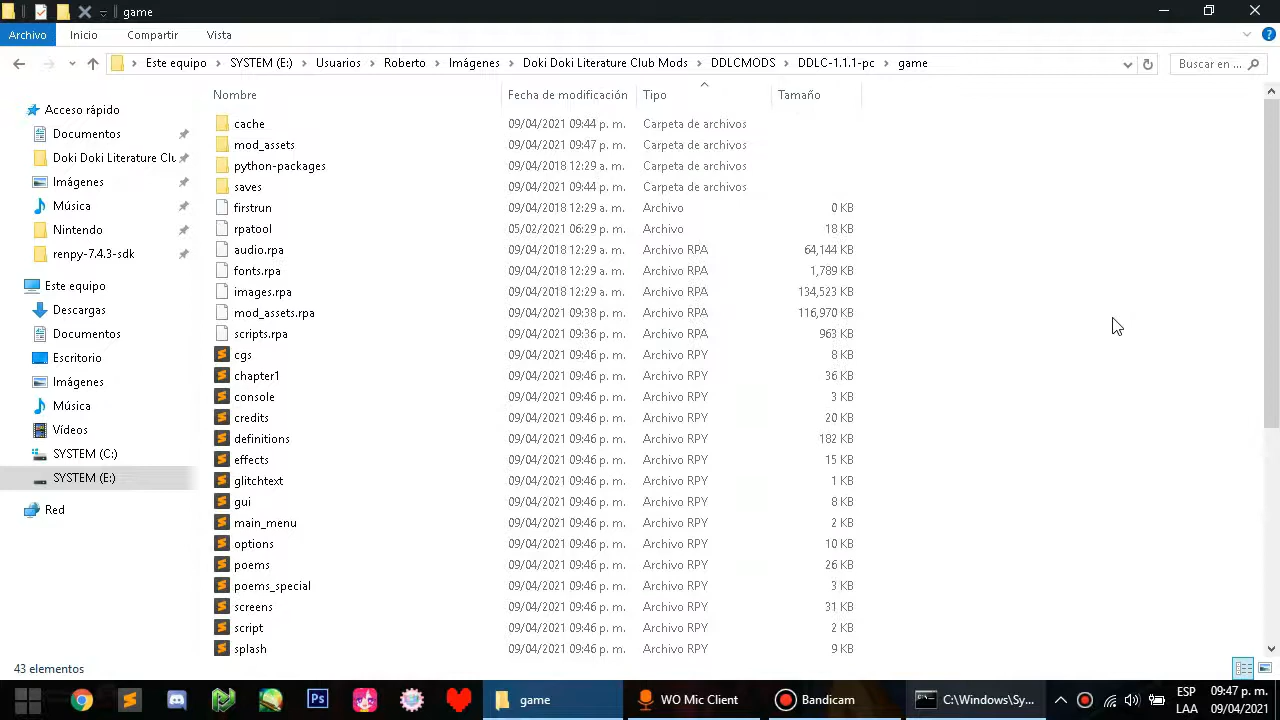 game
Archivo Inicio Compartir Vista
Este equipo SYSTEM (E:) Usuarios Roberto Imágenes Doki Doki Literature Club Mods DDLCMODS DDLC-1.1.1-pc game Buscar en ...
Nombre Fecha de modificación Tipo Tamaño
Acceso rápido
Documentos
Doki Doki Literature Clu
Imágenes
Música
Nintendo
renpy-7.4.3-sdk
Este equipo
Descargas
Documentos
Escritorio
Imágenes
Música
Vídeos
SYSTEM (C:)
SYSTEM (E:)
Red
cache 09/04/2021 09:44 p. m. Carpeta de archivos
mod_assets 09/04/2021 09:47 p. m. Carpeta de archivos
python-packages 09/04/2018 12:29 a. m. Carpeta de archivos
saves 09/04/2021 09:44 p. m. Carpeta de archivos
firstrun 09/04/2018 12:29 a. m. Archivo 0 KB
rpatool 05/02/2021 06:29 p. m. Archivo 18 KB
audio.rpa 09/04/2018 12:29 a. m. Archivo RPA 64,144 KB
fonts.rpa 09/04/2018 12:29 a. m. Archivo RPA 1,789 KB
images.rpa 09/04/2018 12:29 a. m. Archivo RPA 134,523 KB
mod_assets.rpa 09/04/2021 09:38 p. m. Archivo RPA 116,970 KB
scripts.rpa 09/04/2021 09:36 p. m. Archivo RPA 963 KB
cgs 09/04/2021 09:46 p. m. Archivo RPY 8 KB
chapter1 09/04/2021 09:46 p. m. Archivo RPY 36 KB
console 09/04/2021 09:46 p. m. Archivo RPY 3 KB
credits 09/04/2021 09:46 p. m. Archivo RPY 20 KB
definitions 09/04/2021 09:46 p. m. Archivo RPY 182 KB
effects 09/04/2021 09:46 p. m. Archivo RPY 15 KB
glitchtext 09/04/2021 09:46 p. m. Archivo RPY 1 KB
gui 09/04/2021 09:46 p. m. Archivo RPY 8 KB
main_menu 09/04/2021 09:46 p. m. Archivo RPY 2 KB
options 09/04/2021 09:46 p. m. Archivo RPY 10 KB
poems 09/04/2021 09:46 p. m. Archivo RPY 26 KB
poems_special 09/04/2021 09:46 p. m. Archivo RPY 3 KB
screens 09/04/2021 09:46 p. m. Archivo RPY 51 KB
script 09/04/2021 09:46 p. m. Archivo RPY 2 KB
splash 09/04/2021 09:46 p. m. Archivo RPY 9 KB
43 elementos
Ps game WO Mic Client Bandicam C:\Windows\Sy... ESP 09:47 p. m.
LAA 09/04/2021